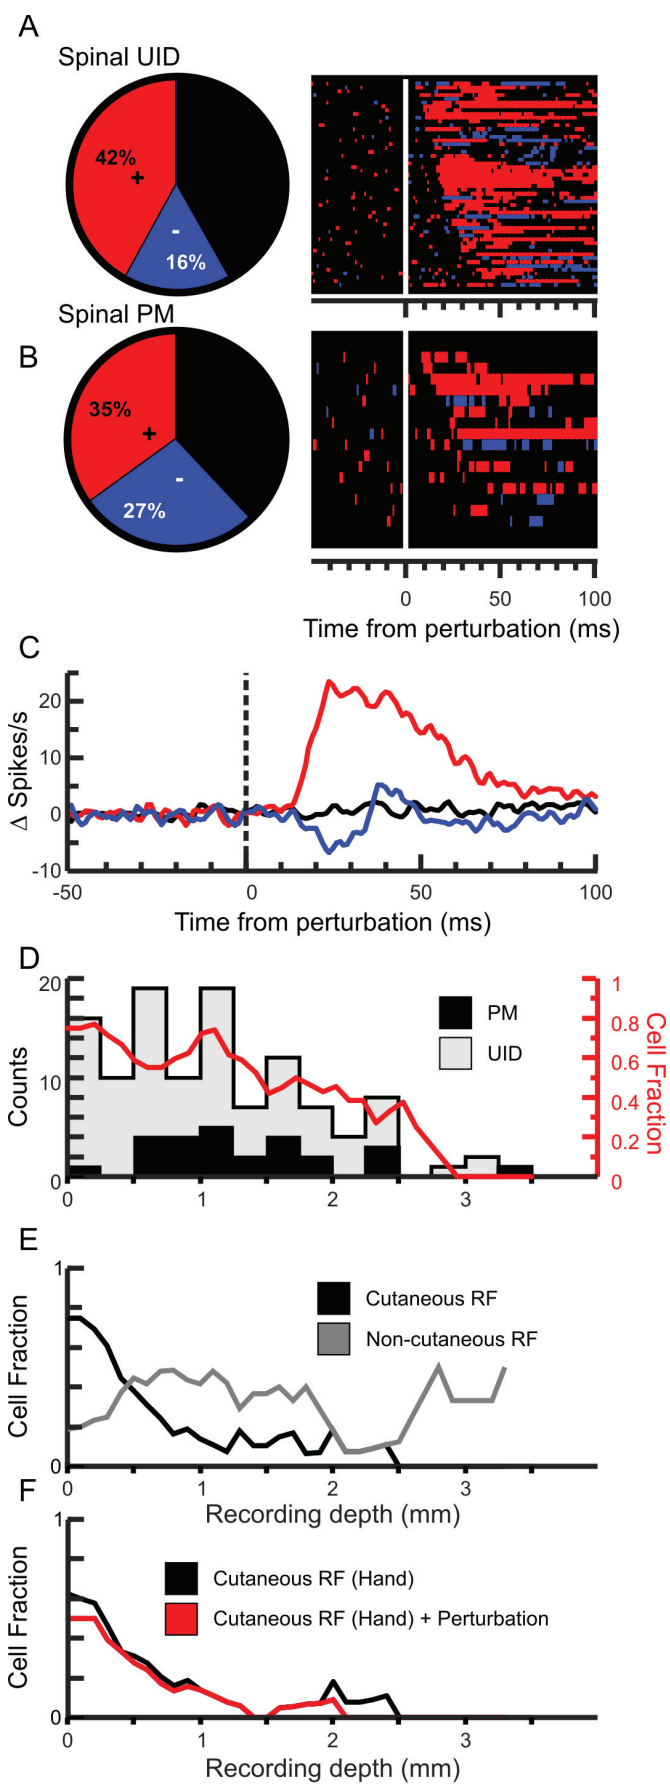 A
Spinal UID
42%
+
-
16%
Spinal PM
B
35%
+
-
27%
0 50 100
Time from perturbation (ms)
C
20
10
0
-10
Δ Spikes/s
-50 0 50 100
Time from perturbation (ms)
D
20
10
0
Counts
PM
UID
1
0.8
0.6
0.4
0.2
0
Cell Fraction
0 1 2 3
E
1
0
Cell Fraction
Cutaneous RF
Non-cutaneous RF
0 1 2 3
Recording depth (mm)
F
1
0
Cell Fraction
Cutaneous RF (Hand)
Cutaneous RF (Hand) + Perturbation
0 1 2 3
Recording depth (mm)